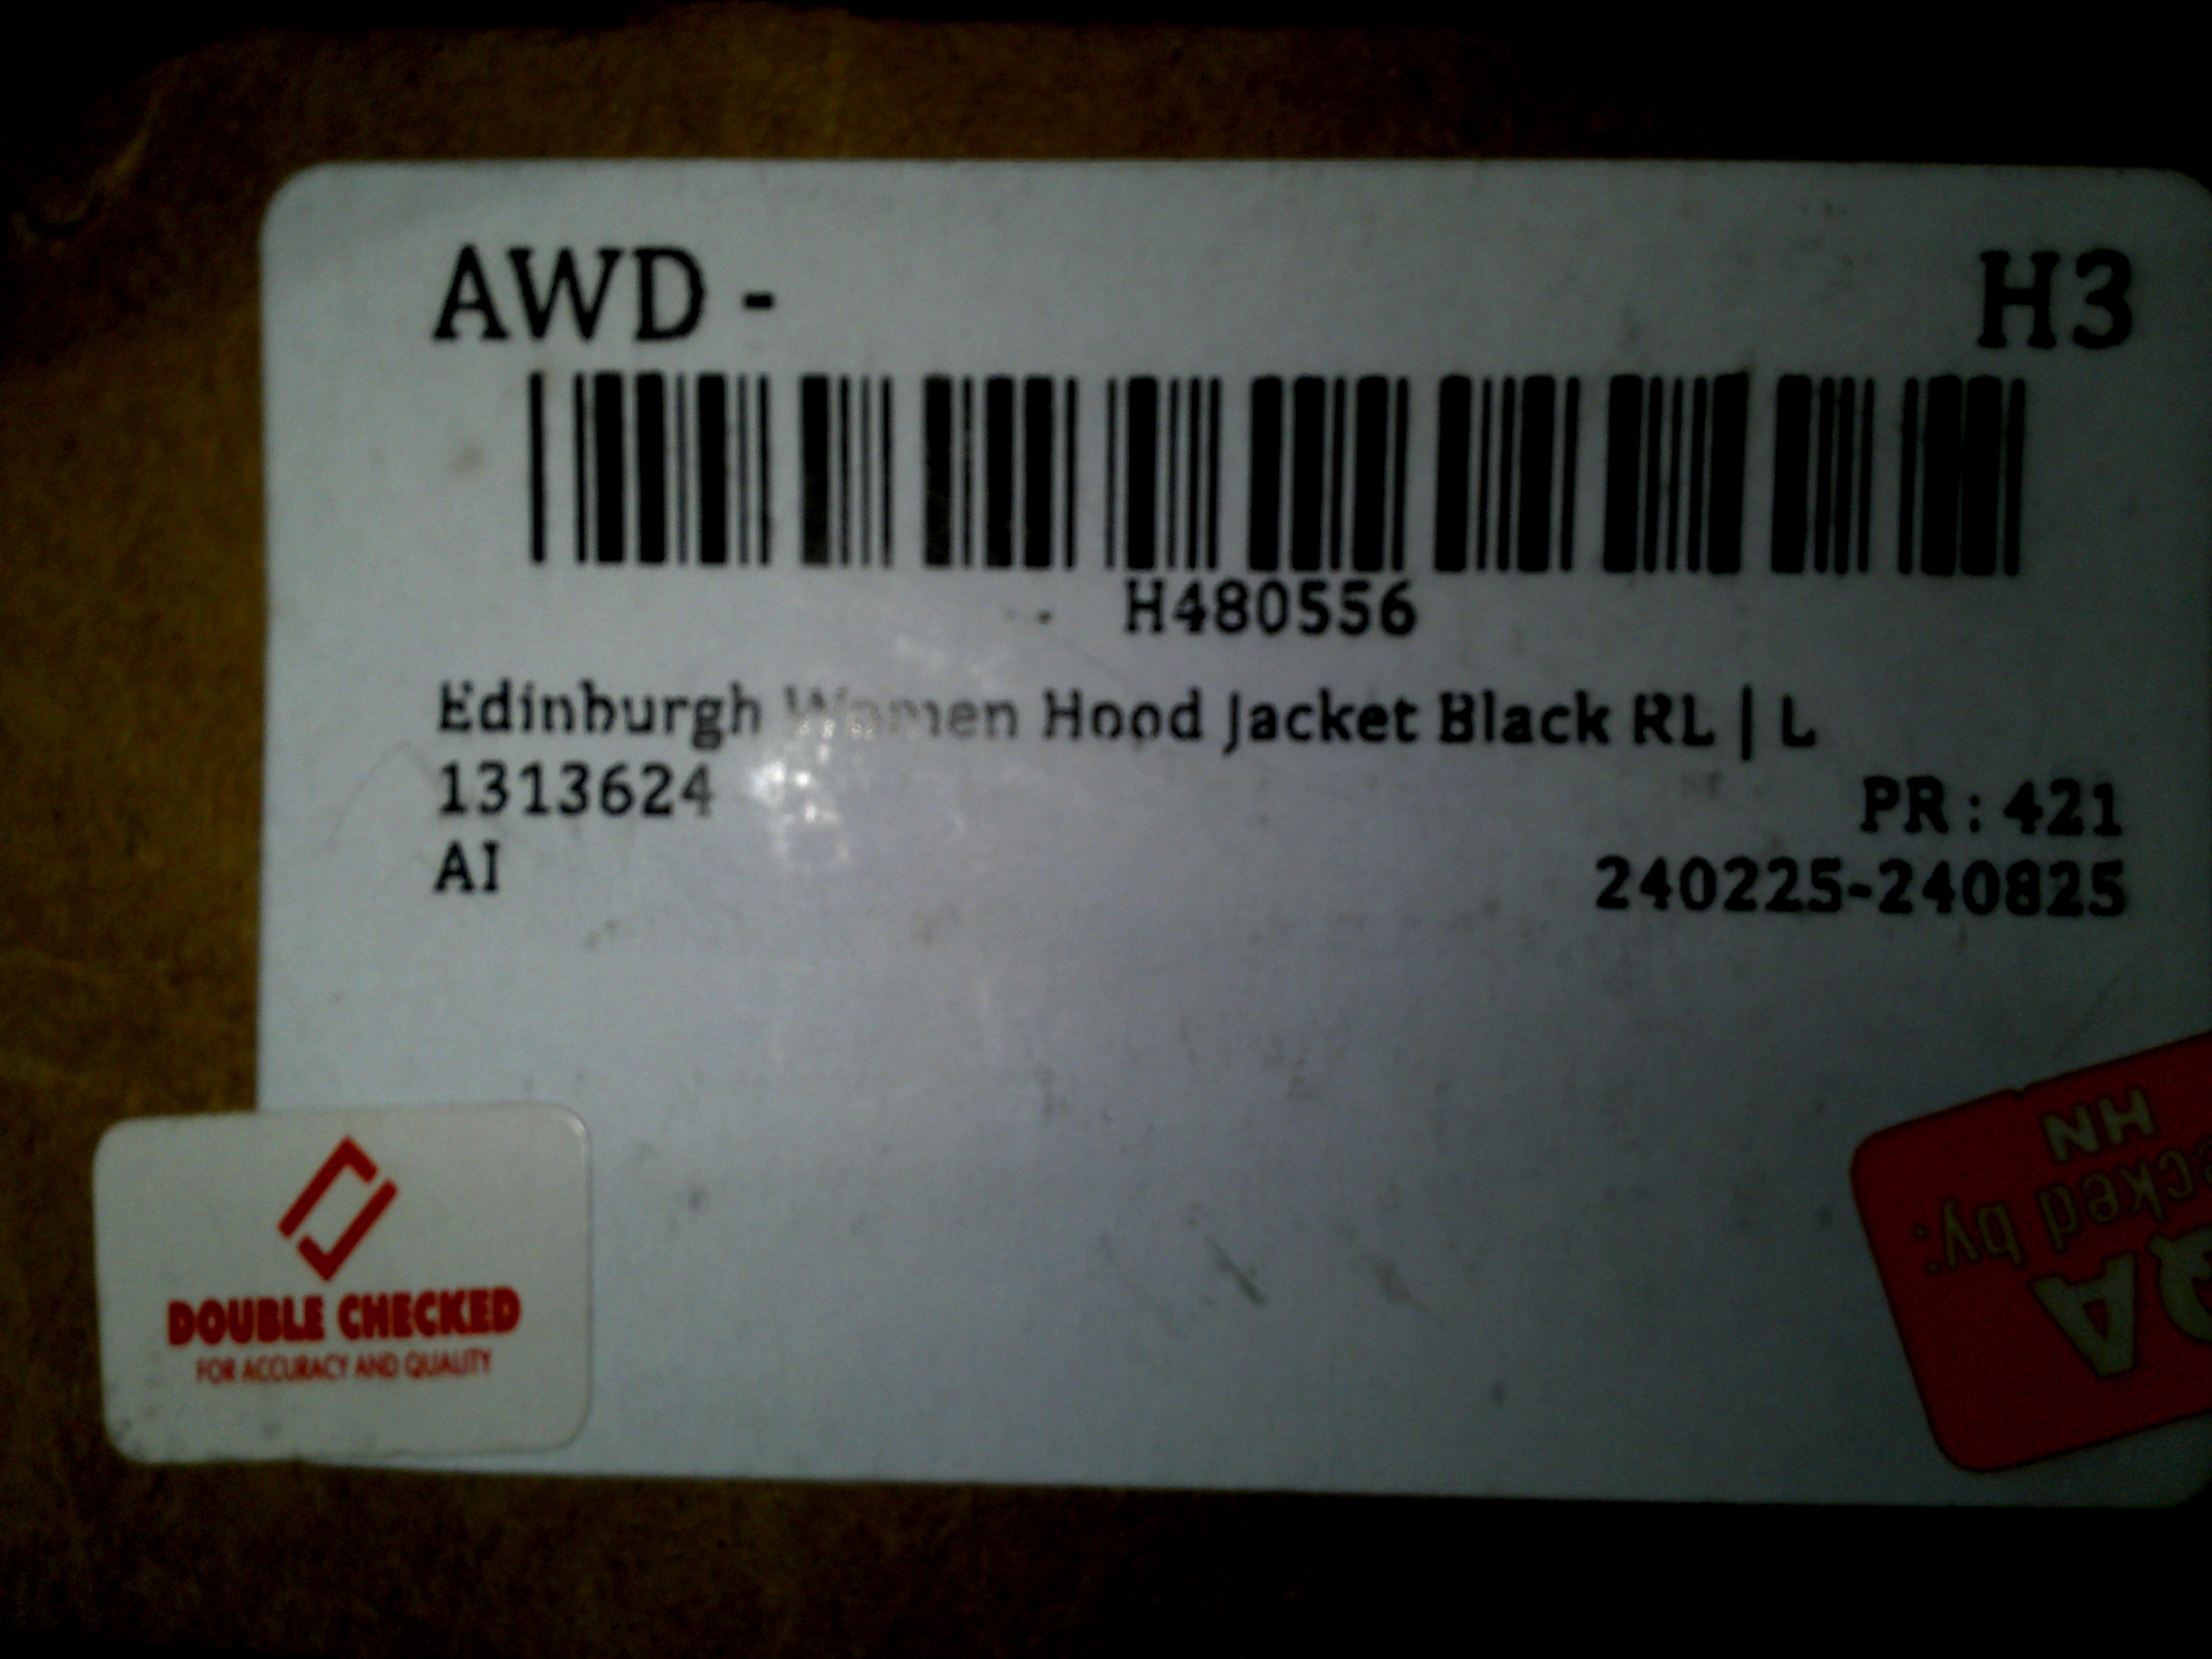 AWD - H3
H480556
Edinburgh Women Hood Jacket Black RL | L
1313624
PR : 421
AI
240225-240825
DOUBLE CHECKED
FOR ACCURACY AND QUALITY
QA
ecked by:
HN